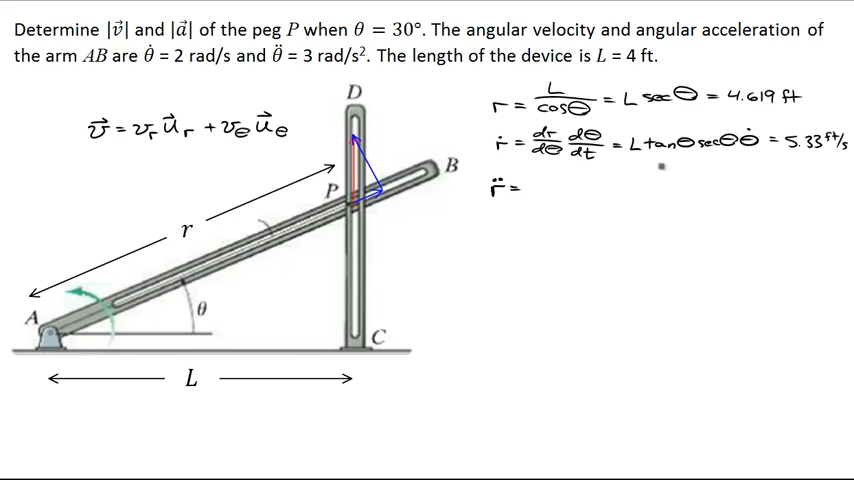 Determine |v⃗| and |a⃗| of the peg P when θ = 30°. The angular velocity and angular acceleration of
the arm AB are θ̇ = 2 rad/s and θ̈ = 3 rad/s². The length of the device is L = 4 ft.
v⃗ = vᵣ u⃗ᵣ + v_θ u⃗_θ
r = L/cosθ = L secθ = 4.619 ft
ṙ = dr/dθ dθ/dt = L tanθ secθ θ̇ = 5.33 ft/s
r̈ =
D
B
P
r
A
θ
C
L